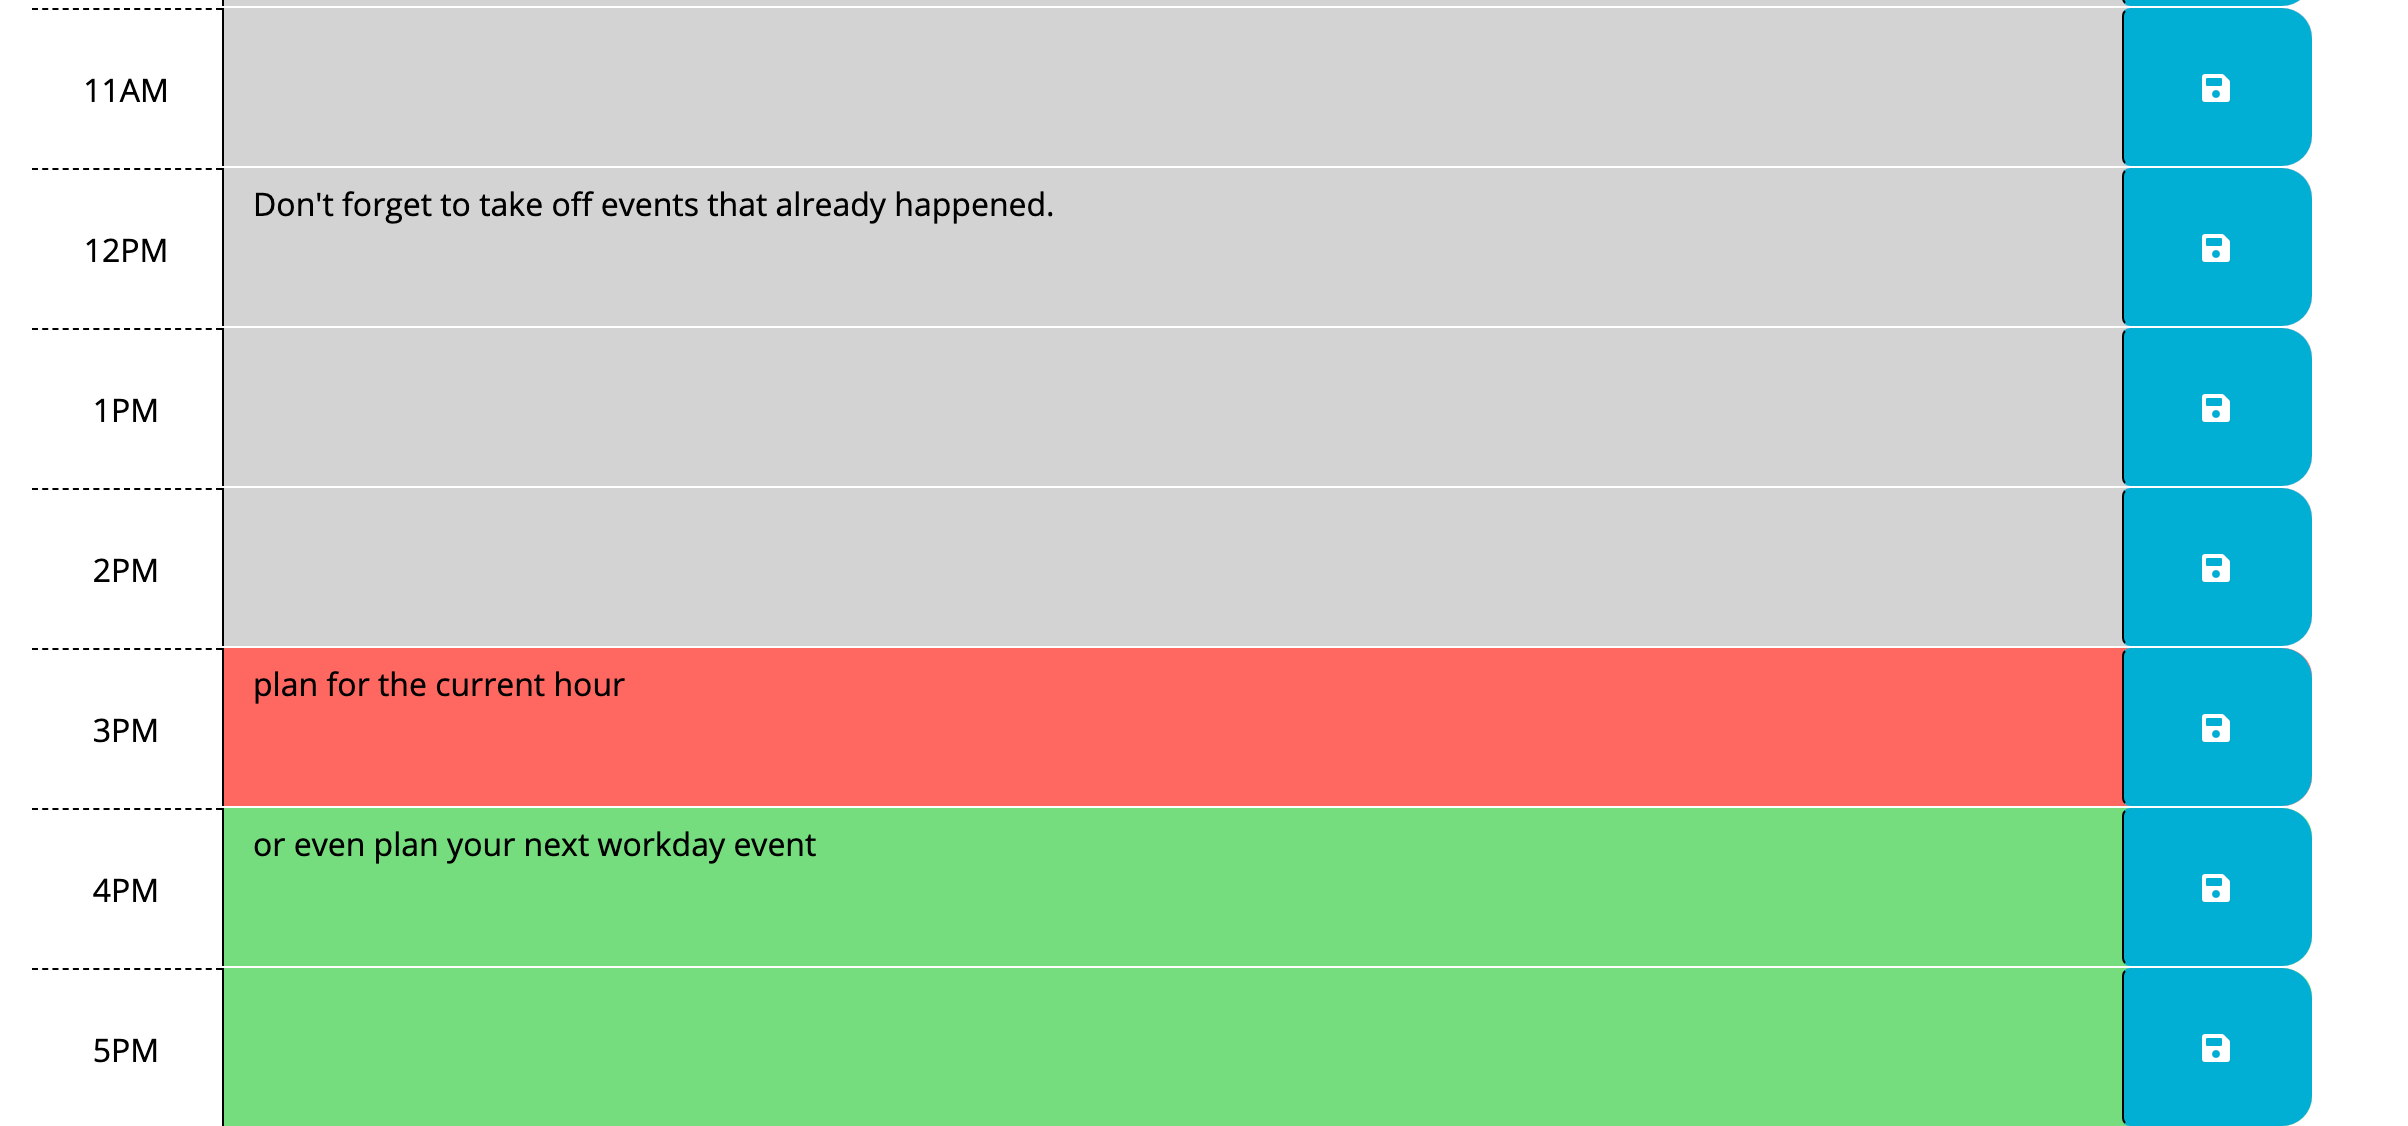 11AM
12PM
Don't forget to take off events that already happened.
1PM
2PM
3PM
plan for the current hour
4PM
or even plan your next workday event
5PM